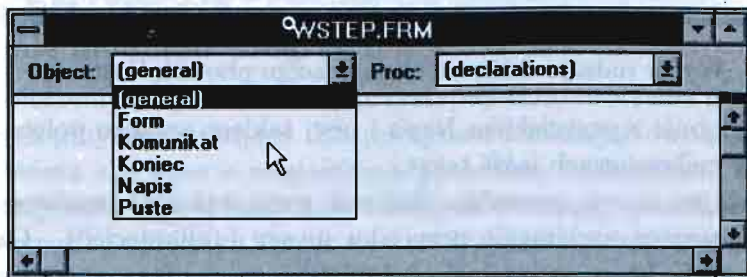 WSTEP.FRM
Object: (general) Proc: (declarations)
(general)
Form
Komunikat
Koniec
Napis
Puste